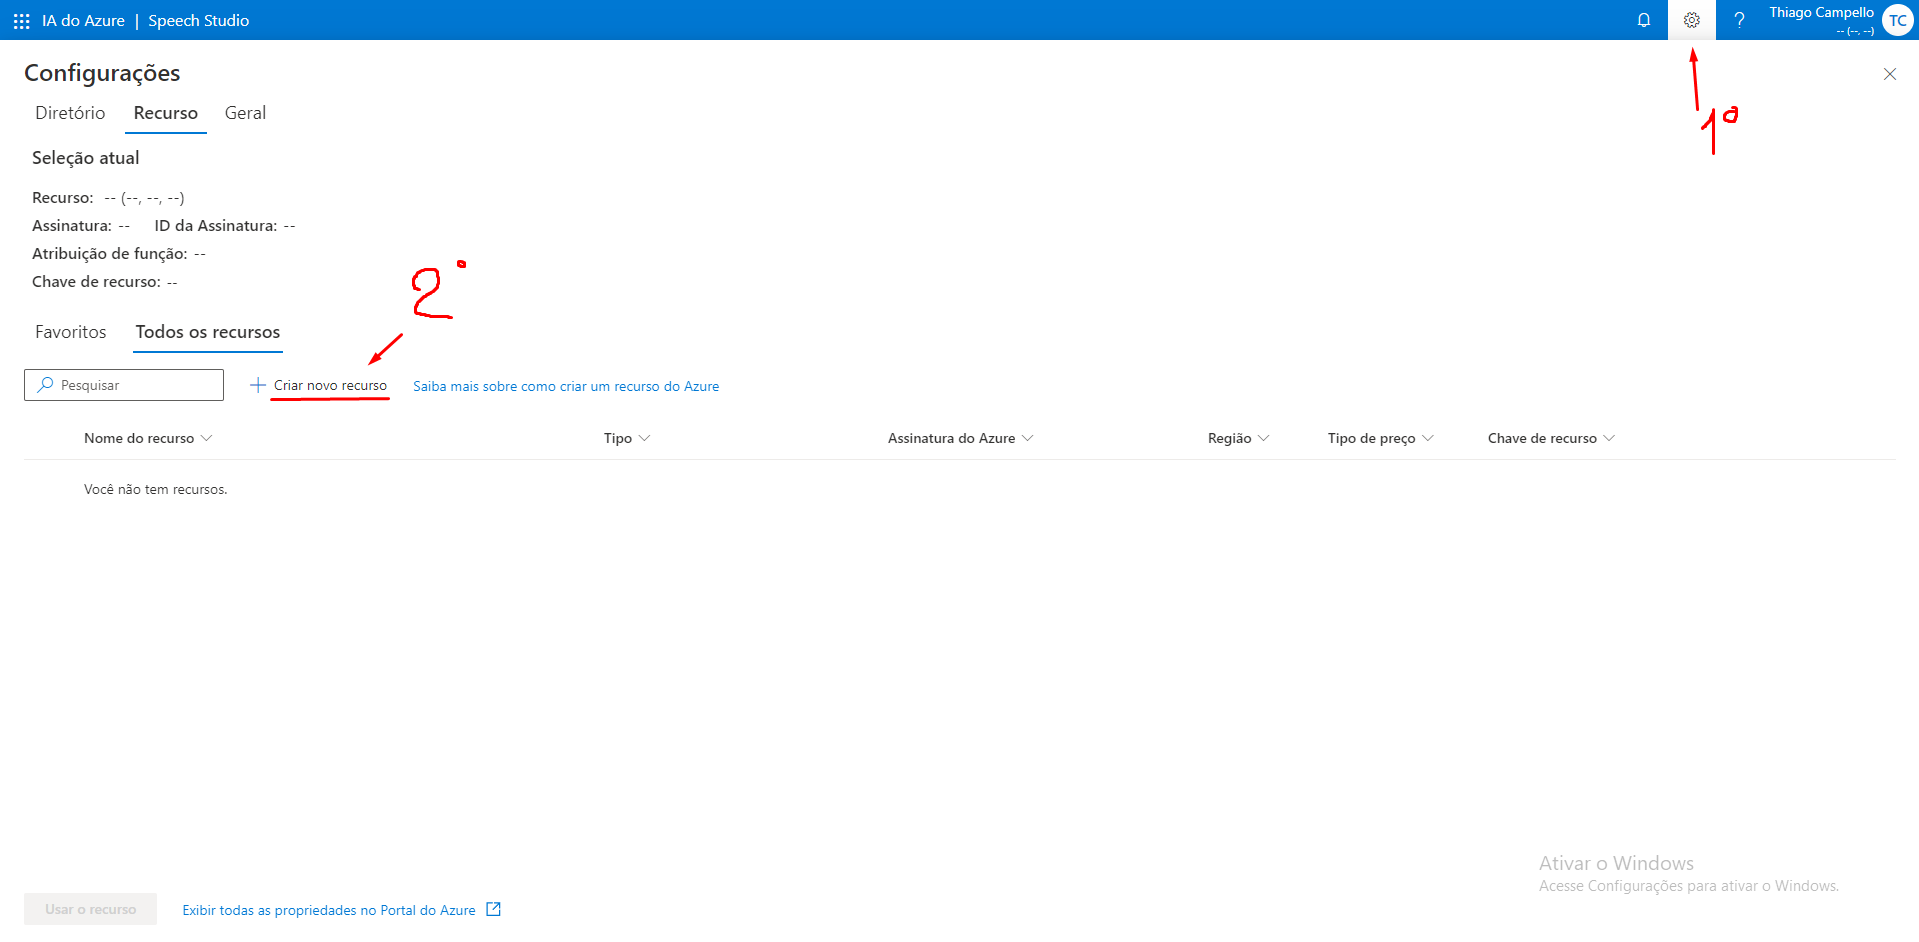 IA do Azure | Speech Studio
? Thiago Campello
-- (--, --)
TC
Configurações
Diretório Recurso Geral
1º
Seleção atual
Recurso: -- (--, --, --)
Assinatura: -- ID da Assinatura: --
Atribuição de função: --
Chave de recurso: --
2°
Favoritos Todos os recursos
Pesquisar + Criar novo recurso Saiba mais sobre como criar um recurso do Azure
Nome do recurso Tipo Assinatura do Azure Região Tipo de preço Chave de recurso
Você não tem recursos.
Ativar o Windows
Acesse Configurações para ativar o Windows.
Usar o recurso Exibir todas as propriedades no Portal do Azure